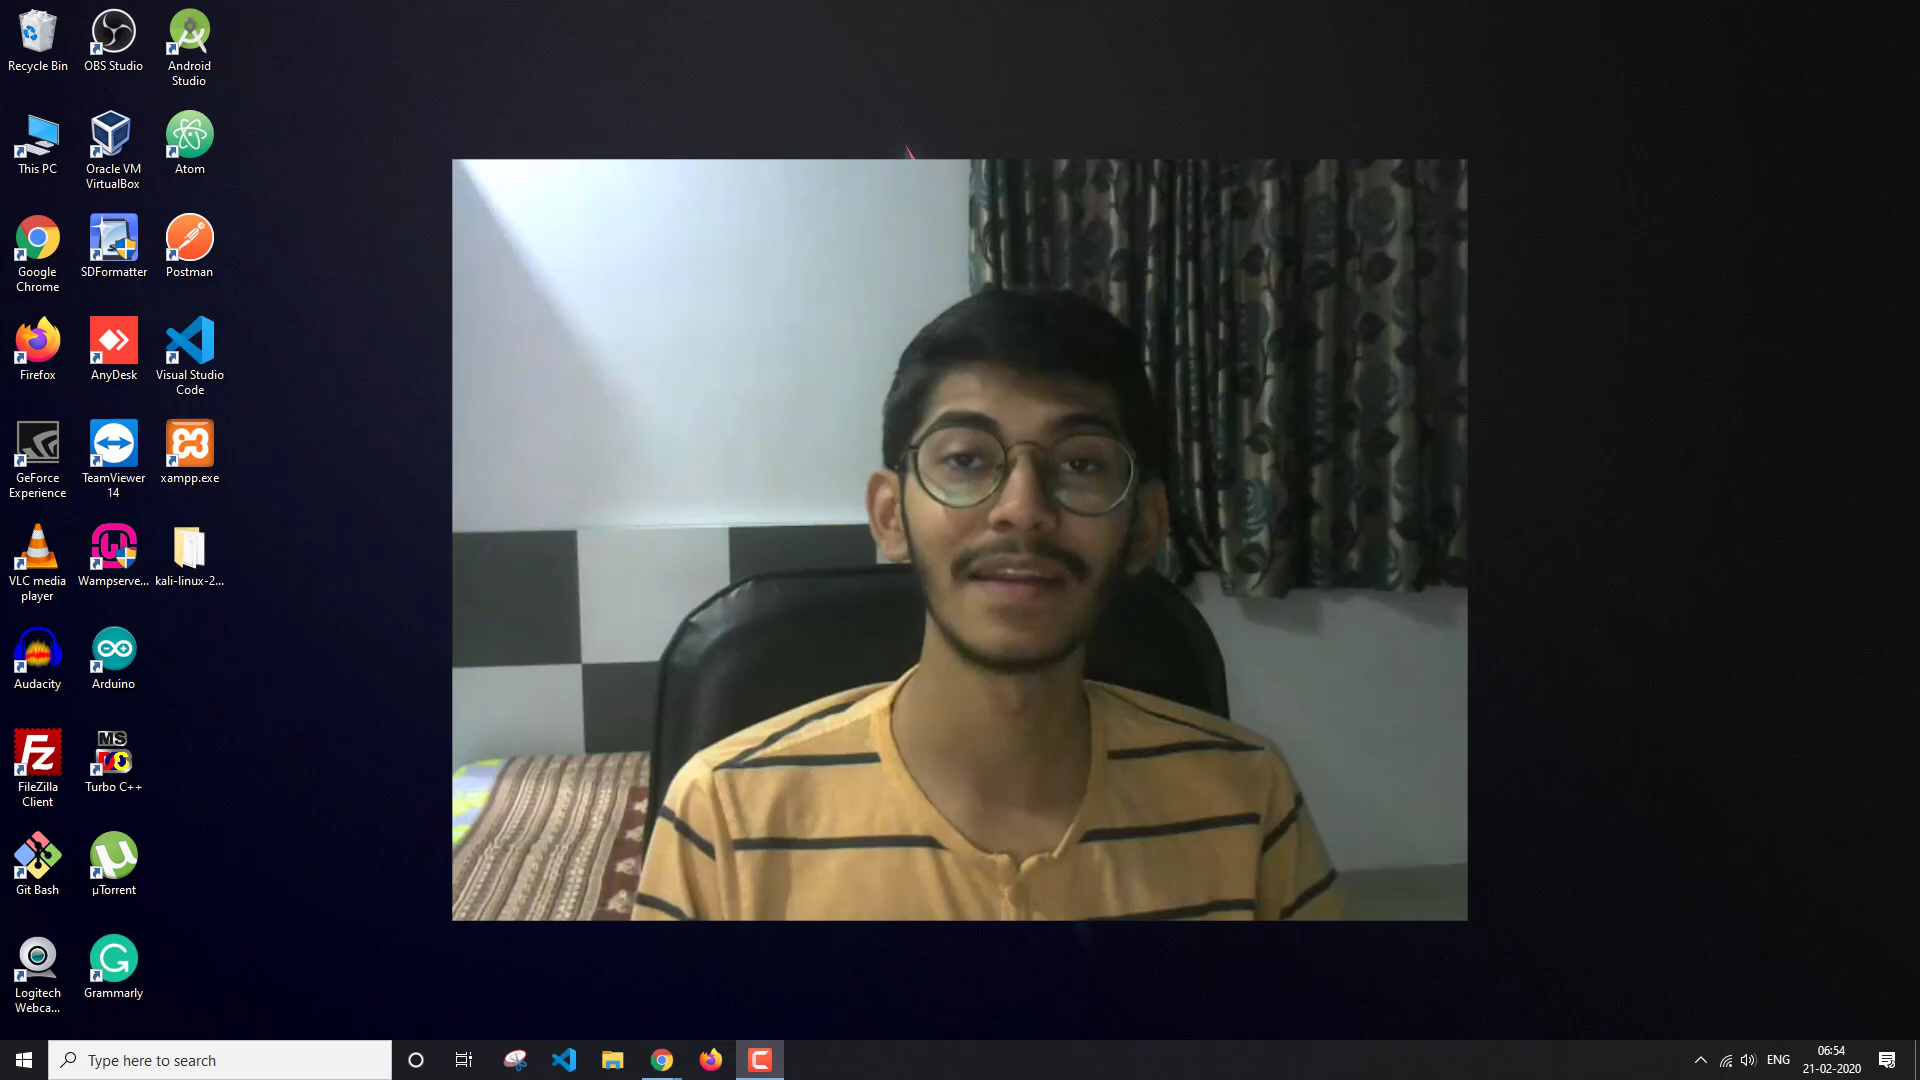 Recycle Bin
OBS Studio
Android
Studio
This PC
Oracle VM
VirtualBox
Atom
Google
Chrome
SDFormatter
Postman
Firefox
AnyDesk
Visual Studio
Code
GeForce
Experience
TeamViewer
14
xampp.exe
VLC media
player
Wampserve...
kali-linux-2...
Audacity
Arduino
FileZilla
Client
MS
Turbo C++
Git Bash
µTorrent
Logitech
Webca...
Grammarly
Type here to search
ENG
06:54
21-02-2020